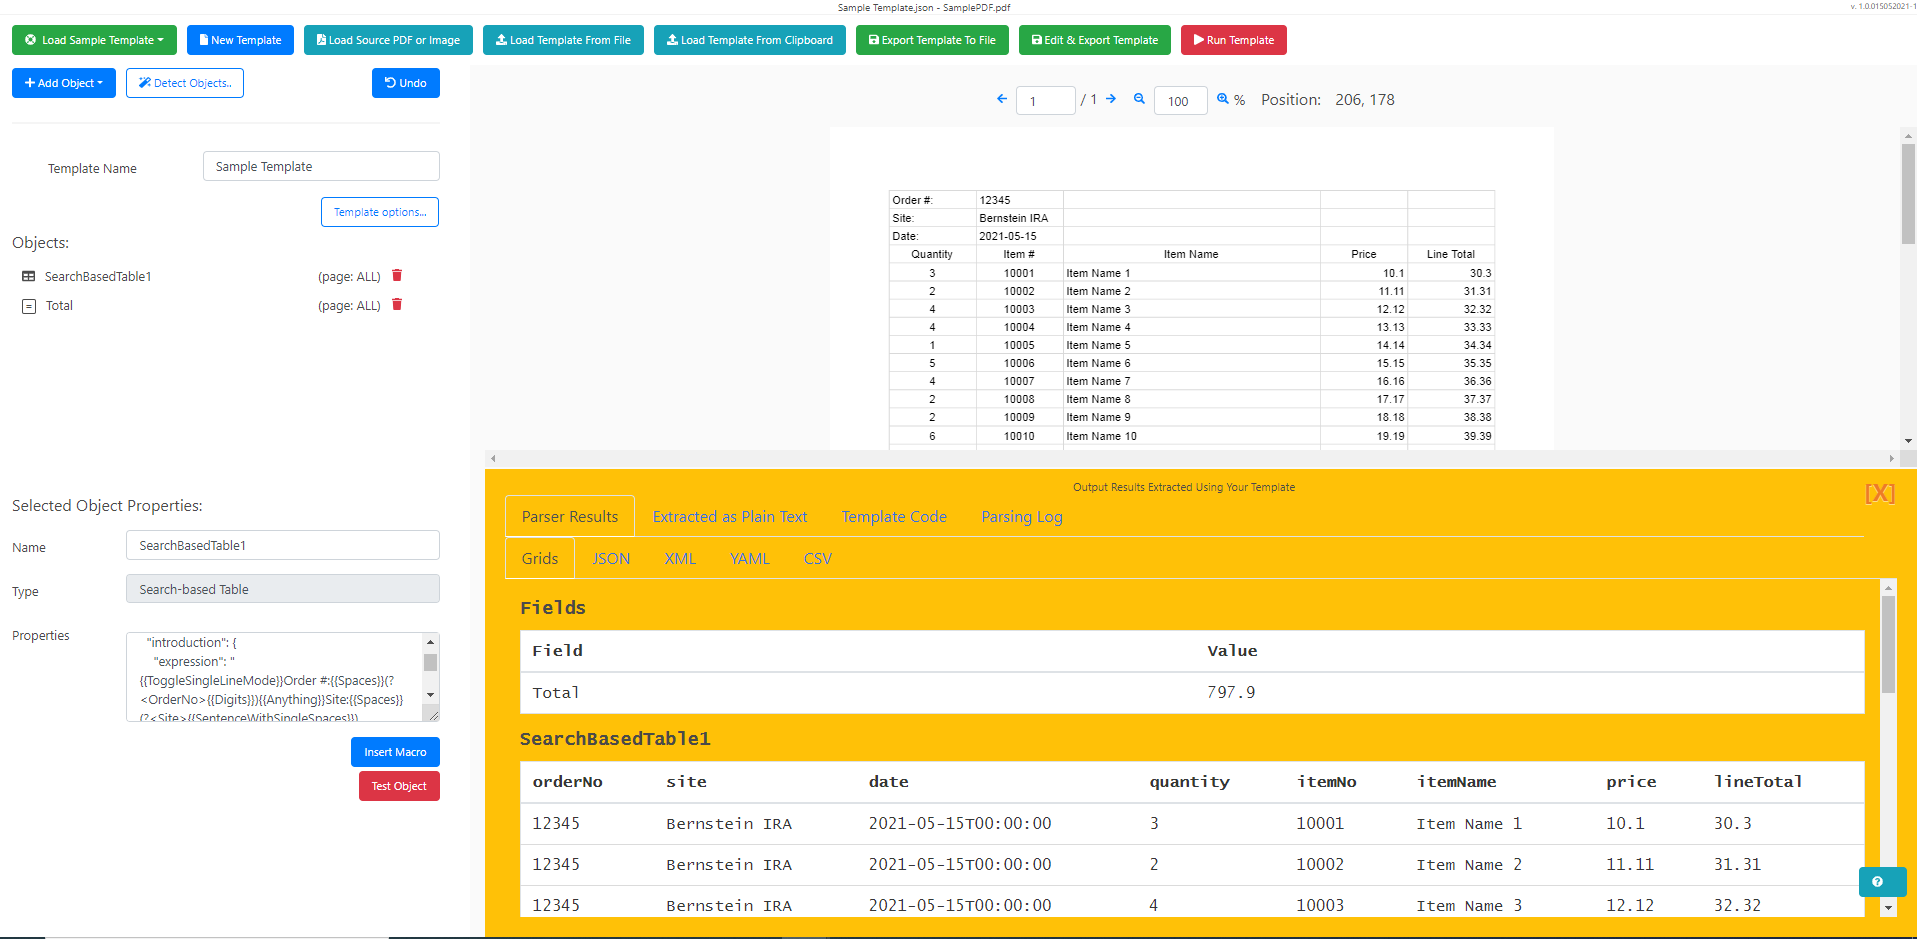 Sample Template.json - SamplePDF.pdf
v. 1.0.015052021-1
Load Sample Template
New Template
Load Source PDF or Image
Load Template From File
Load Template From Clipboard
Export Template To File
Edit & Export Template
Run Template
Add Object
Detect Objects..
Undo
1 / 1 100 % Position: 206, 178
Template Name Sample Template
Template options...
Objects:
SearchBasedTable1 (page: ALL)
Total (page: ALL)
Order #: 12345
Site: Bernstein IRA
Date: 2021-05-15
Quantity Item # Item Name Price Line Total
3 10001 Item Name 1 10.1 30.3
2 10002 Item Name 2 11.11 31.31
4 10003 Item Name 3 12.12 32.32
4 10004 Item Name 4 13.13 33.33
1 10005 Item Name 5 14.14 34.34
5 10006 Item Name 6 15.15 35.35
4 10007 Item Name 7 16.16 36.36
2 10008 Item Name 8 17.17 37.37
2 10009 Item Name 9 18.18 38.38
6 10010 Item Name 10 19.19 39.39
Selected Object Properties:
Name SearchBasedTable1
Type Search-based Table
Properties
"introduction": {
"expression": "
{{ToggleSingleLineMode}}Order #:{{Spaces}}(?
<OrderNo>{{Digits}}){{Anything}}Site:{{Spaces}}
(?<Site>{{SentenceWithSingleSpaces}})
Insert Macro
Test Object
Output Results Extracted Using Your Template
[X]
Parser Results Extracted as Plain Text Template Code Parsing Log
Grids JSON XML YAML CSV
Fields
Field Value
Total 797.9
SearchBasedTable1
orderNo site date quantity itemNo itemName price lineTotal
12345 Bernstein IRA 2021-05-15T00:00:00 3 10001 Item Name 1 10.1 30.3
12345 Bernstein IRA 2021-05-15T00:00:00 2 10002 Item Name 2 11.11 31.31
12345 Bernstein IRA 2021-05-15T00:00:00 4 10003 Item Name 3 12.12 32.32